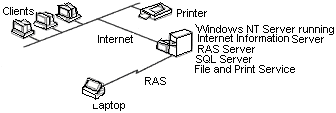 Clients
Printer
Internet
Windows NT Server running
Internet Information Server
RAS Server
SQL Server
File and Print Service
RAS
Laptop